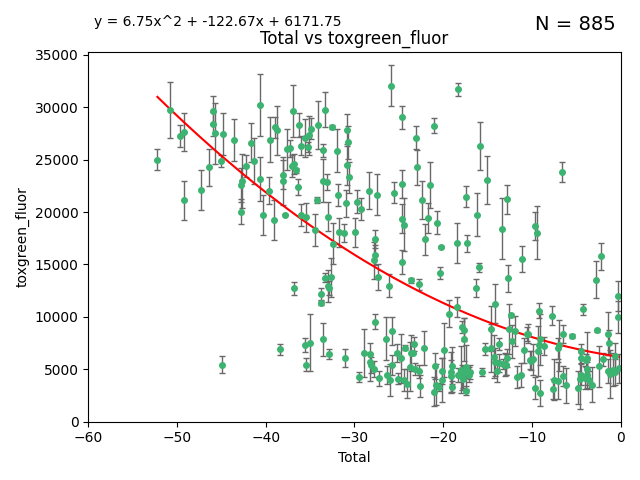 y = 6.75x^2 + -122.67x + 6171.75
N = 885
Total vs toxgreen_fluor
35000
30000
25000
20000
15000
10000
5000
0
toxgreen_fluor
−60 −50 −40 −30 −20 −10 0
Total